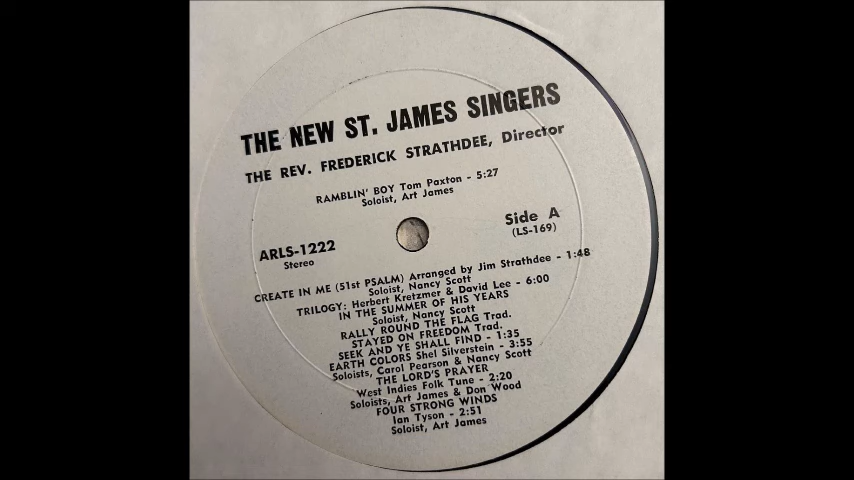 THE NEW ST. JAMES SINGERS
THE REV. FREDERICK STRATHDEE, Director
RAMBLIN' BOY Tom Paxton - 5:27
Soloist, Art James
ARLS-1222
Stereo
Side A
(LS-169)
CREATE IN ME (51st PSALM) Arranged by Jim Strathdee - 1:48
Soloist, Nancy Scott
TRILOGY: Herbert Kretzmer & David Lee - 6:00
IN THE SUMMER OF HIS YEARS
Soloist, Nancy Scott
RALLY ROUND THE FLAG Trad.
STAYED ON FREEDOM Trad.
SEEK AND YE SHALL FIND - 1:35
EARTH COLORS Shel Silverstein - 3:55
Soloists, Carol Pearson & Nancy Scott
THE LORD'S PRAYER
West Indies Folk Tune - 2:20
Soloists, Art James & Don Wood
FOUR STRONG WINDS
Ian Tyson - 2:51
Soloist, Art James